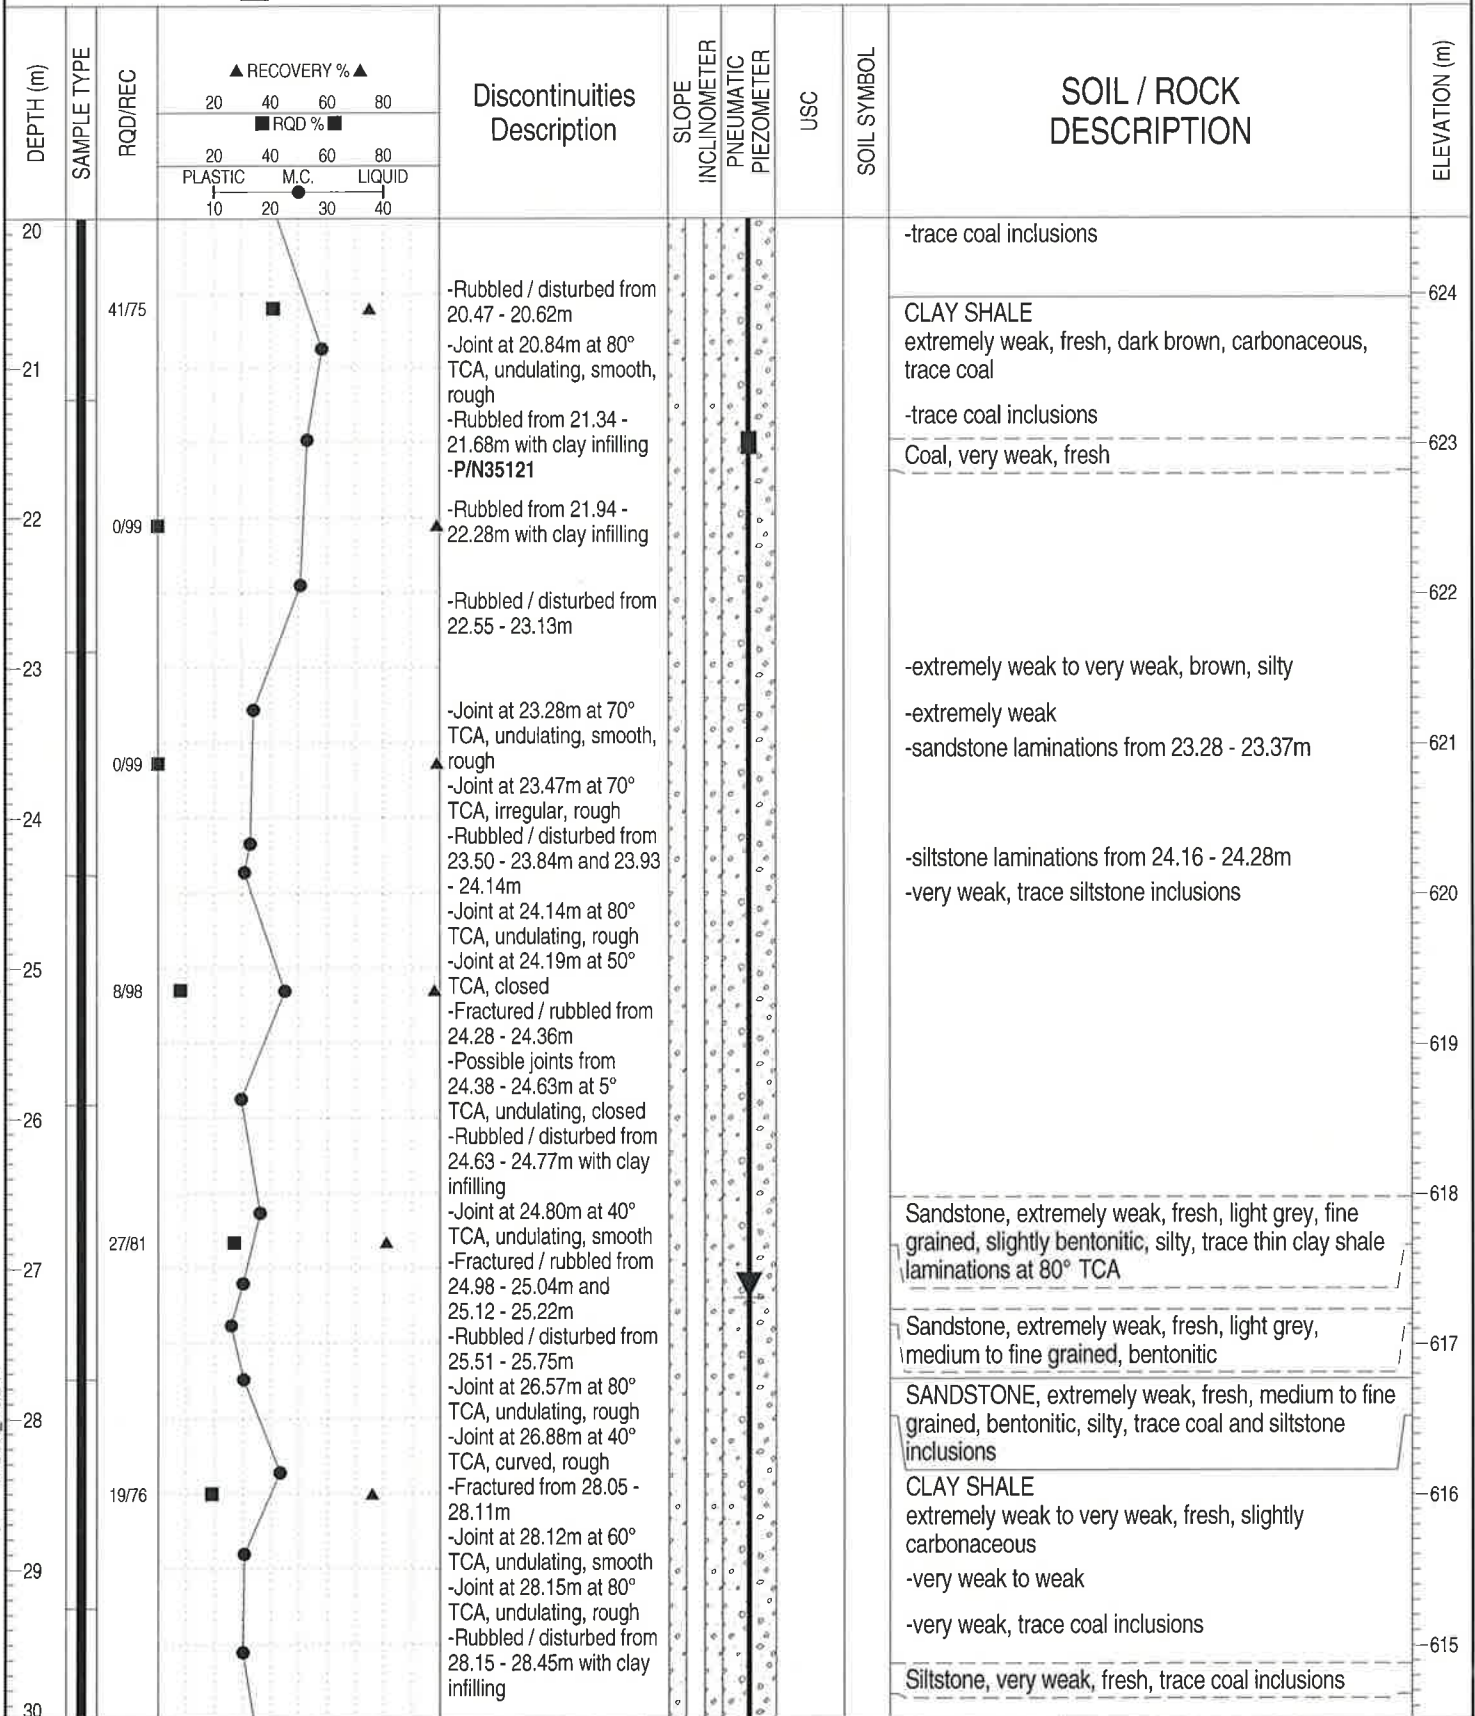 DEPTH (m)
SAMPLE TYPE
RQD/REC
▲ RECOVERY % ▲
20 40 60 80
■ RQD % ■
20 40 60 80
PLASTIC M.C. LIQUID
10 20 30 40
Discontinuities
Description
SLOPE
INCLINOMETER
PNEUMATIC
PIEZOMETER
USC
SOIL SYMBOL
SOIL / ROCK
DESCRIPTION
ELEVATION (m)
20
21
22
23
24
25
26
27
28
29
30
41/75
0/99
0/99
8/98
27/81
19/76
-Rubbled / disturbed from
20.47 - 20.62m
-Joint at 20.84m at 80°
TCA, undulating, smooth,
rough
-Rubbled from 21.34 -
21.68m with clay infilling
-P/N35121
-Rubbled from 21.94 -
22.28m with clay infilling
-Rubbled / disturbed from
22.55 - 23.13m
-Joint at 23.28m at 70°
TCA, undulating, smooth,
rough
-Joint at 23.47m at 70°
TCA, irregular, rough
-Rubbled / disturbed from
23.50 - 23.84m and 23.93
- 24.14m
-Joint at 24.14m at 80°
TCA, undulating, rough
-Joint at 24.19m at 50°
TCA, closed
-Fractured / rubbled from
24.28 - 24.36m
-Possible joints from
24.38 - 24.63m at 5°
TCA, undulating, closed
-Rubbled / disturbed from
24.63 - 24.77m with clay
infilling
-Joint at 24.80m at 40°
TCA, undulating, smooth
-Fractured / rubbled from
24.98 - 25.04m and
25.12 - 25.22m
-Rubbled / disturbed from
25.51 - 25.75m
-Joint at 26.57m at 80°
TCA, undulating, rough
-Joint at 26.88m at 40°
TCA, curved, rough
-Fractured from 28.05 -
28.11m
-Joint at 28.12m at 60°
TCA, undulating, smooth
-Joint at 28.15m at 80°
TCA, undulating, rough
-Rubbled / disturbed from
28.15 - 28.45m with clay
infilling
-trace coal inclusions
CLAY SHALE
extremely weak, fresh, dark brown, carbonaceous,
trace coal
-trace coal inclusions
Coal, very weak, fresh
-extremely weak to very weak, brown, silty
-extremely weak
-sandstone laminations from 23.28 - 23.37m
-siltstone laminations from 24.16 - 24.28m
-very weak, trace siltstone inclusions
Sandstone, extremely weak, fresh, light grey, fine
grained, slightly bentonitic, silty, trace thin clay shale
laminations at 80° TCA
Sandstone, extremely weak, fresh, light grey,
medium to fine grained, bentonitic
SANDSTONE, extremely weak, fresh, medium to fine
grained, bentonitic, silty, trace coal and siltstone
inclusions
CLAY SHALE
extremely weak to very weak, fresh, slightly
carbonaceous
-very weak to weak
-very weak, trace coal inclusions
Siltstone, very weak, fresh, trace coal inclusions
624
623
622
621
620
619
618
617
616
615